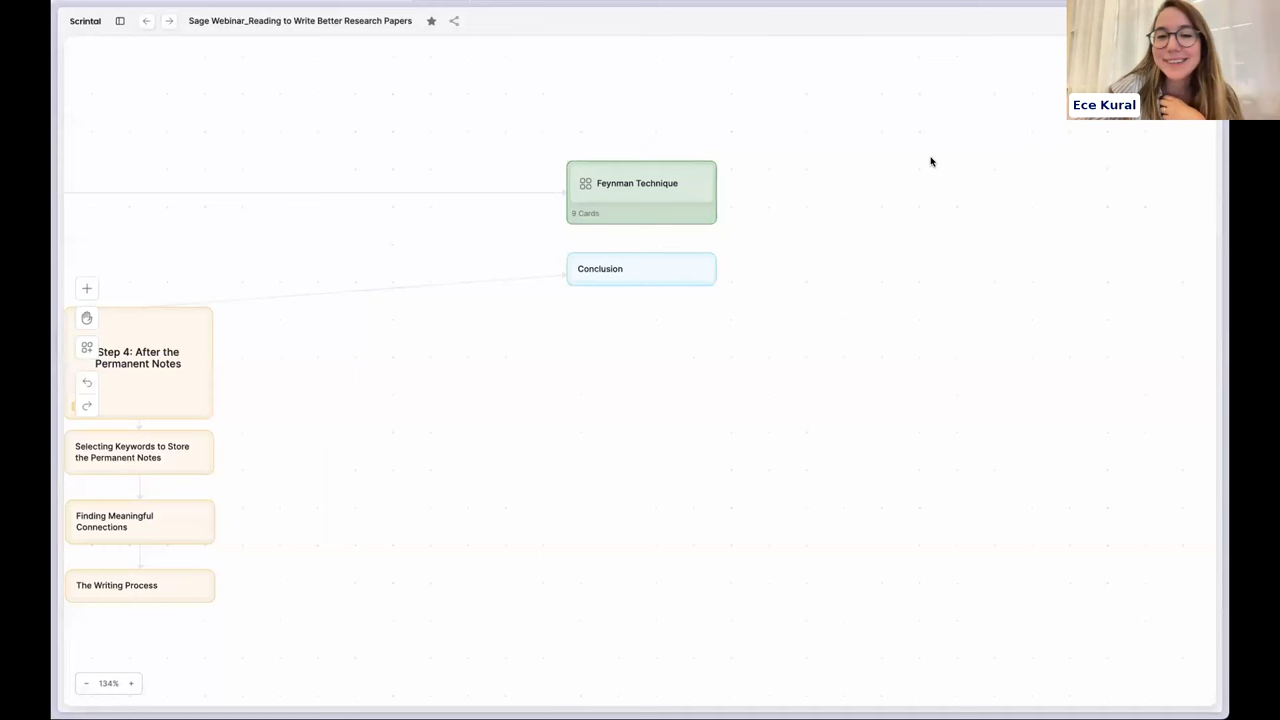 Scrintal
Sage Webinar_Reading to Write Better Research Papers
Ece Kural
Feynman Technique
9 Cards
Conclusion
Step 4: After the
Permanent Notes
Selecting Keywords to Store
the Permanent Notes
Finding Meaningful
Connections
The Writing Process
134%